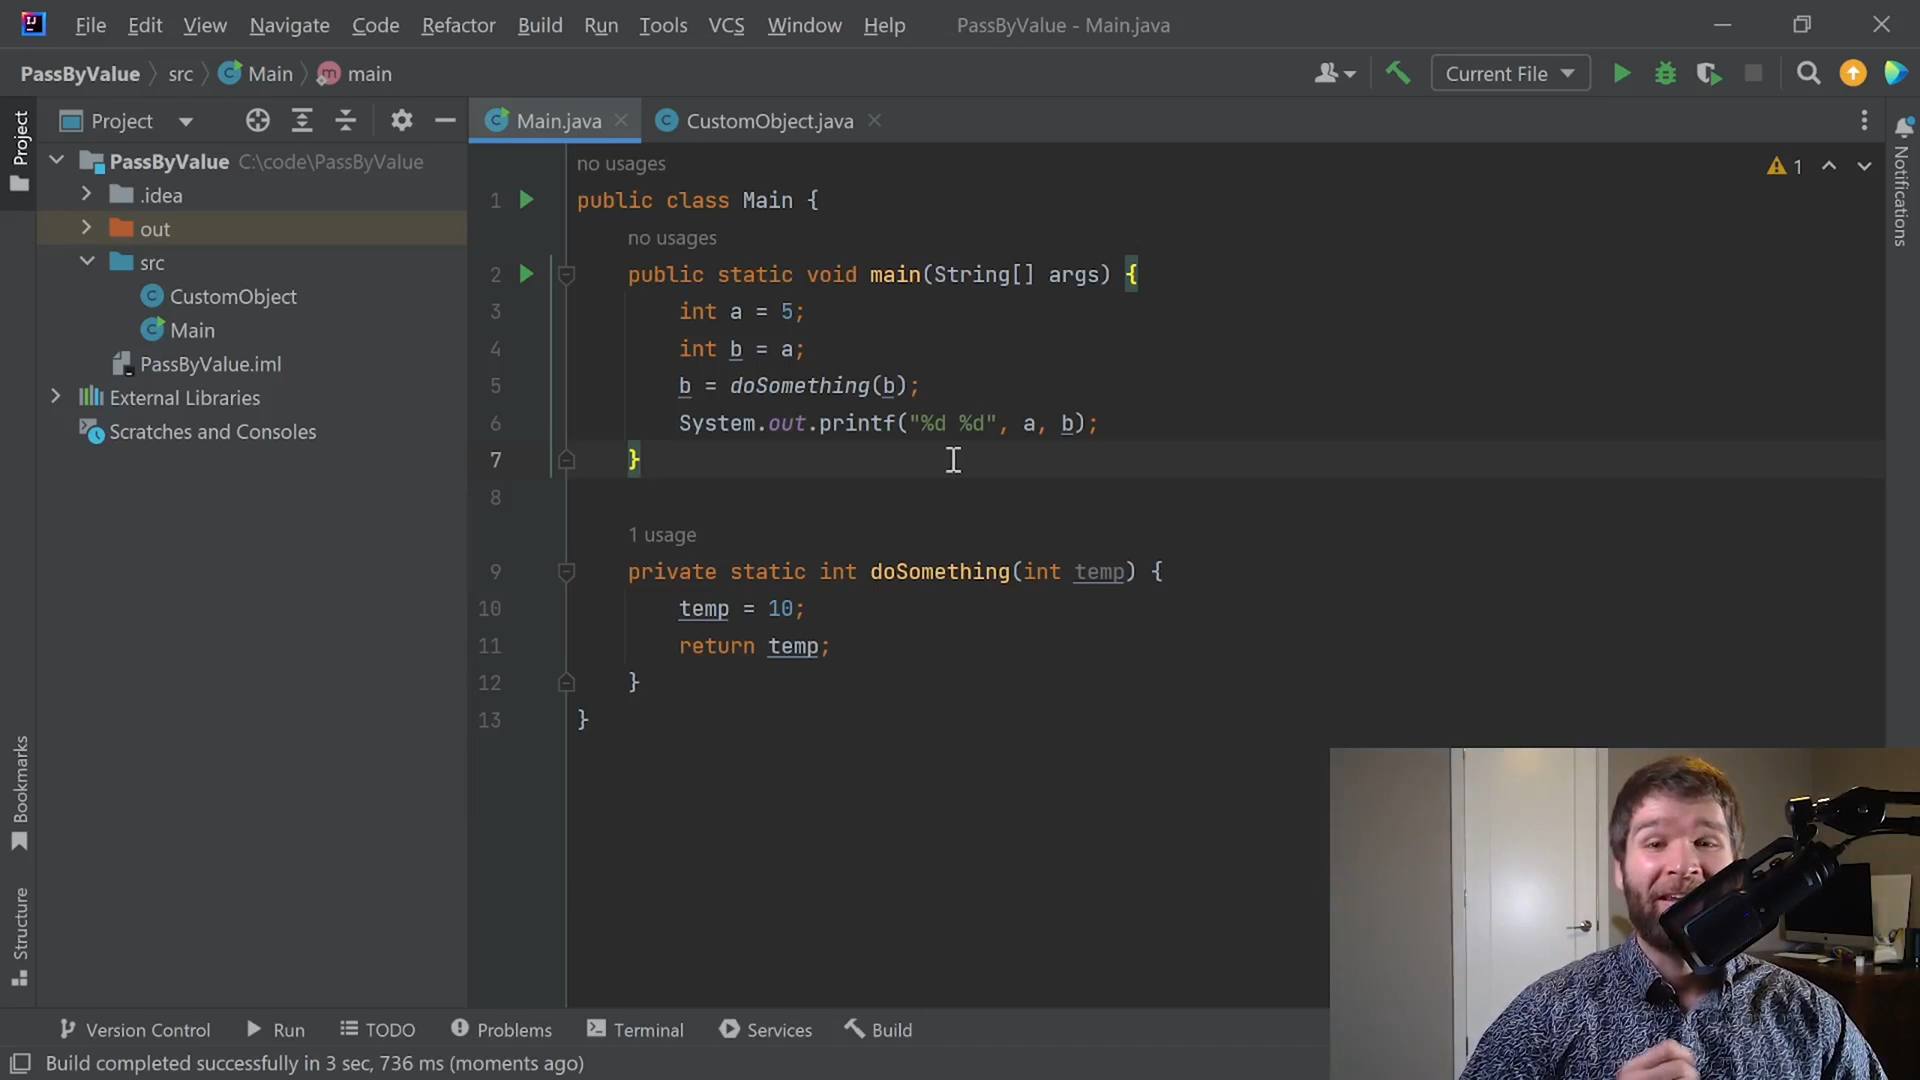 File Edit View Navigate Code Refactor Build Run Tools VCS Window Help PassByValue - Main.java
PassByValue src Main main Current File
Project
Project
Main.java
CustomObject.java
Notifications
PassByValue C:\code\PassByValue
.idea
out
src
CustomObject
Main
PassByValue.iml
External Libraries
Scratches and Consoles
no usages
1
1 public class Main {
no usages
2 public static void main(String[] args) {
3 int a = 5;
4 int b = a;
5 b = doSomething(b);
6 System.out.printf("%d %d", a, b);
7 }
8
1 usage
9 private static int doSomething(int temp) {
10 temp = 10;
11 return temp;
12 }
13 }
Bookmarks
Structure
Version Control Run TODO Problems Terminal Services Build
Build completed successfully in 3 sec, 736 ms (moments ago)